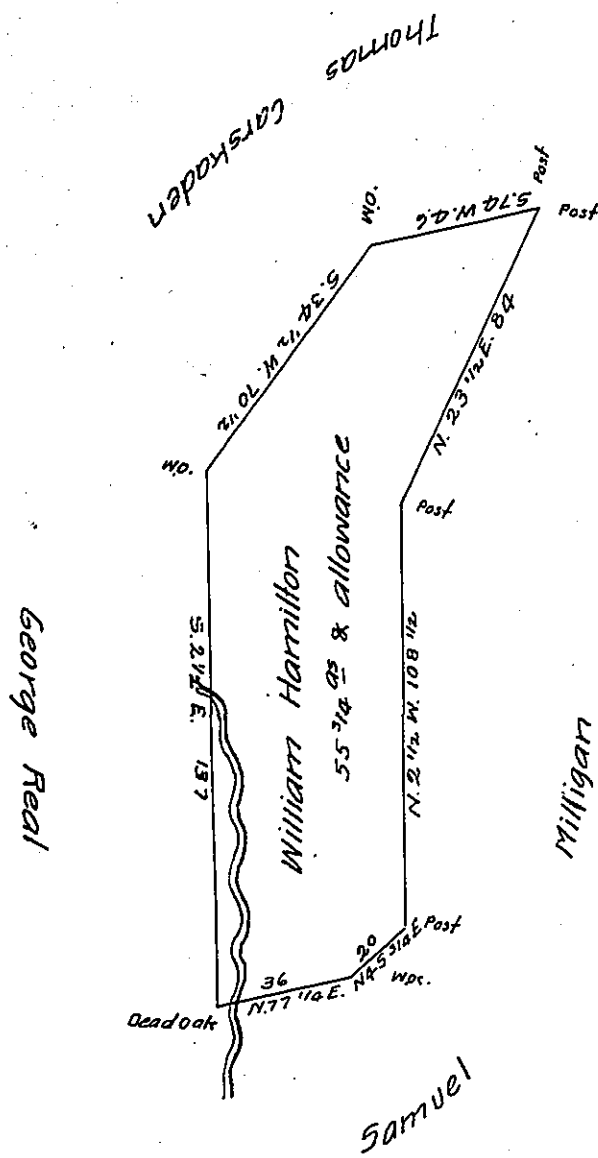 Thomas
Carskaden
Post
Post
S. 74 W. 46
W.O.
S. 34 1/2 W. 70 1/2
N. 23 1/2 E. 84
W.O.
Post
William Hamilton
55 3/4 as & allowance
S. 2 1/2 E. 137
N. 2 1/2 W. 108 1/2
George Real
Milligan
Post
20
N 45 3/4 E
36
N. 77 1/4 E.
Dead oak
Samuel